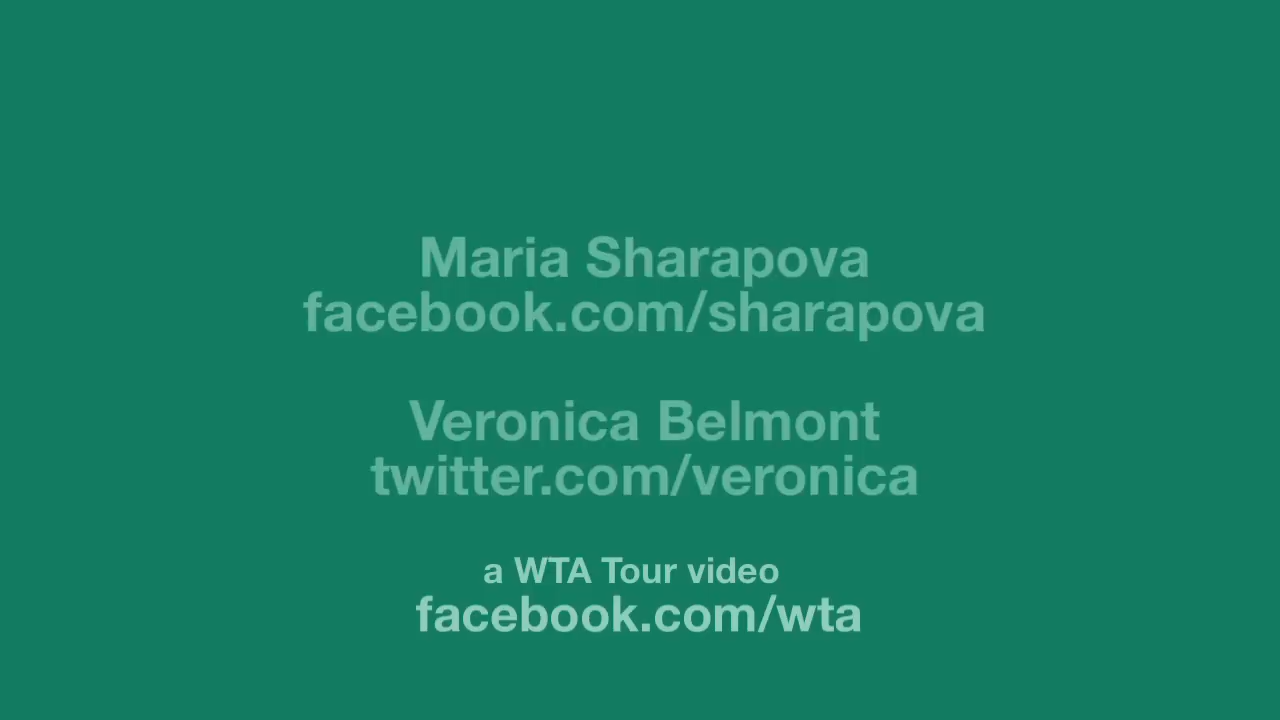 Maria Sharapova
facebook.com/sharapova
Veronica Belmont
twitter.com/veronica
a WTA Tour video
facebook.com/wta